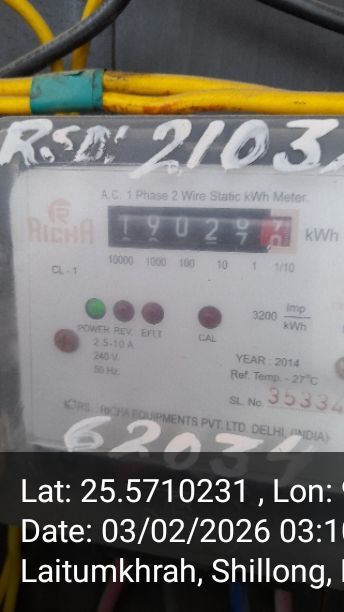 RSD 2103
A.C. 1 Phase 2 Wire Static kWh Meter
RICHA
19029
kWh
CL - 1
10000 1000 100 10 1 1/10
POWER REV. E/LT CAL
3200 Imp/kWh
2.5-10 A
240 V.
50 Hz.
YEAR : 2014
Ref. Temp. - 27°C
SL. No. 35334
MFRS. : RICHA EQUIPMENTS PVT. LTD. DELHI, (INDIA)
62034
Lat: 25.5710231 , Lon:
Date: 03/02/2026 03:10
Laitumkhrah, Shillong,